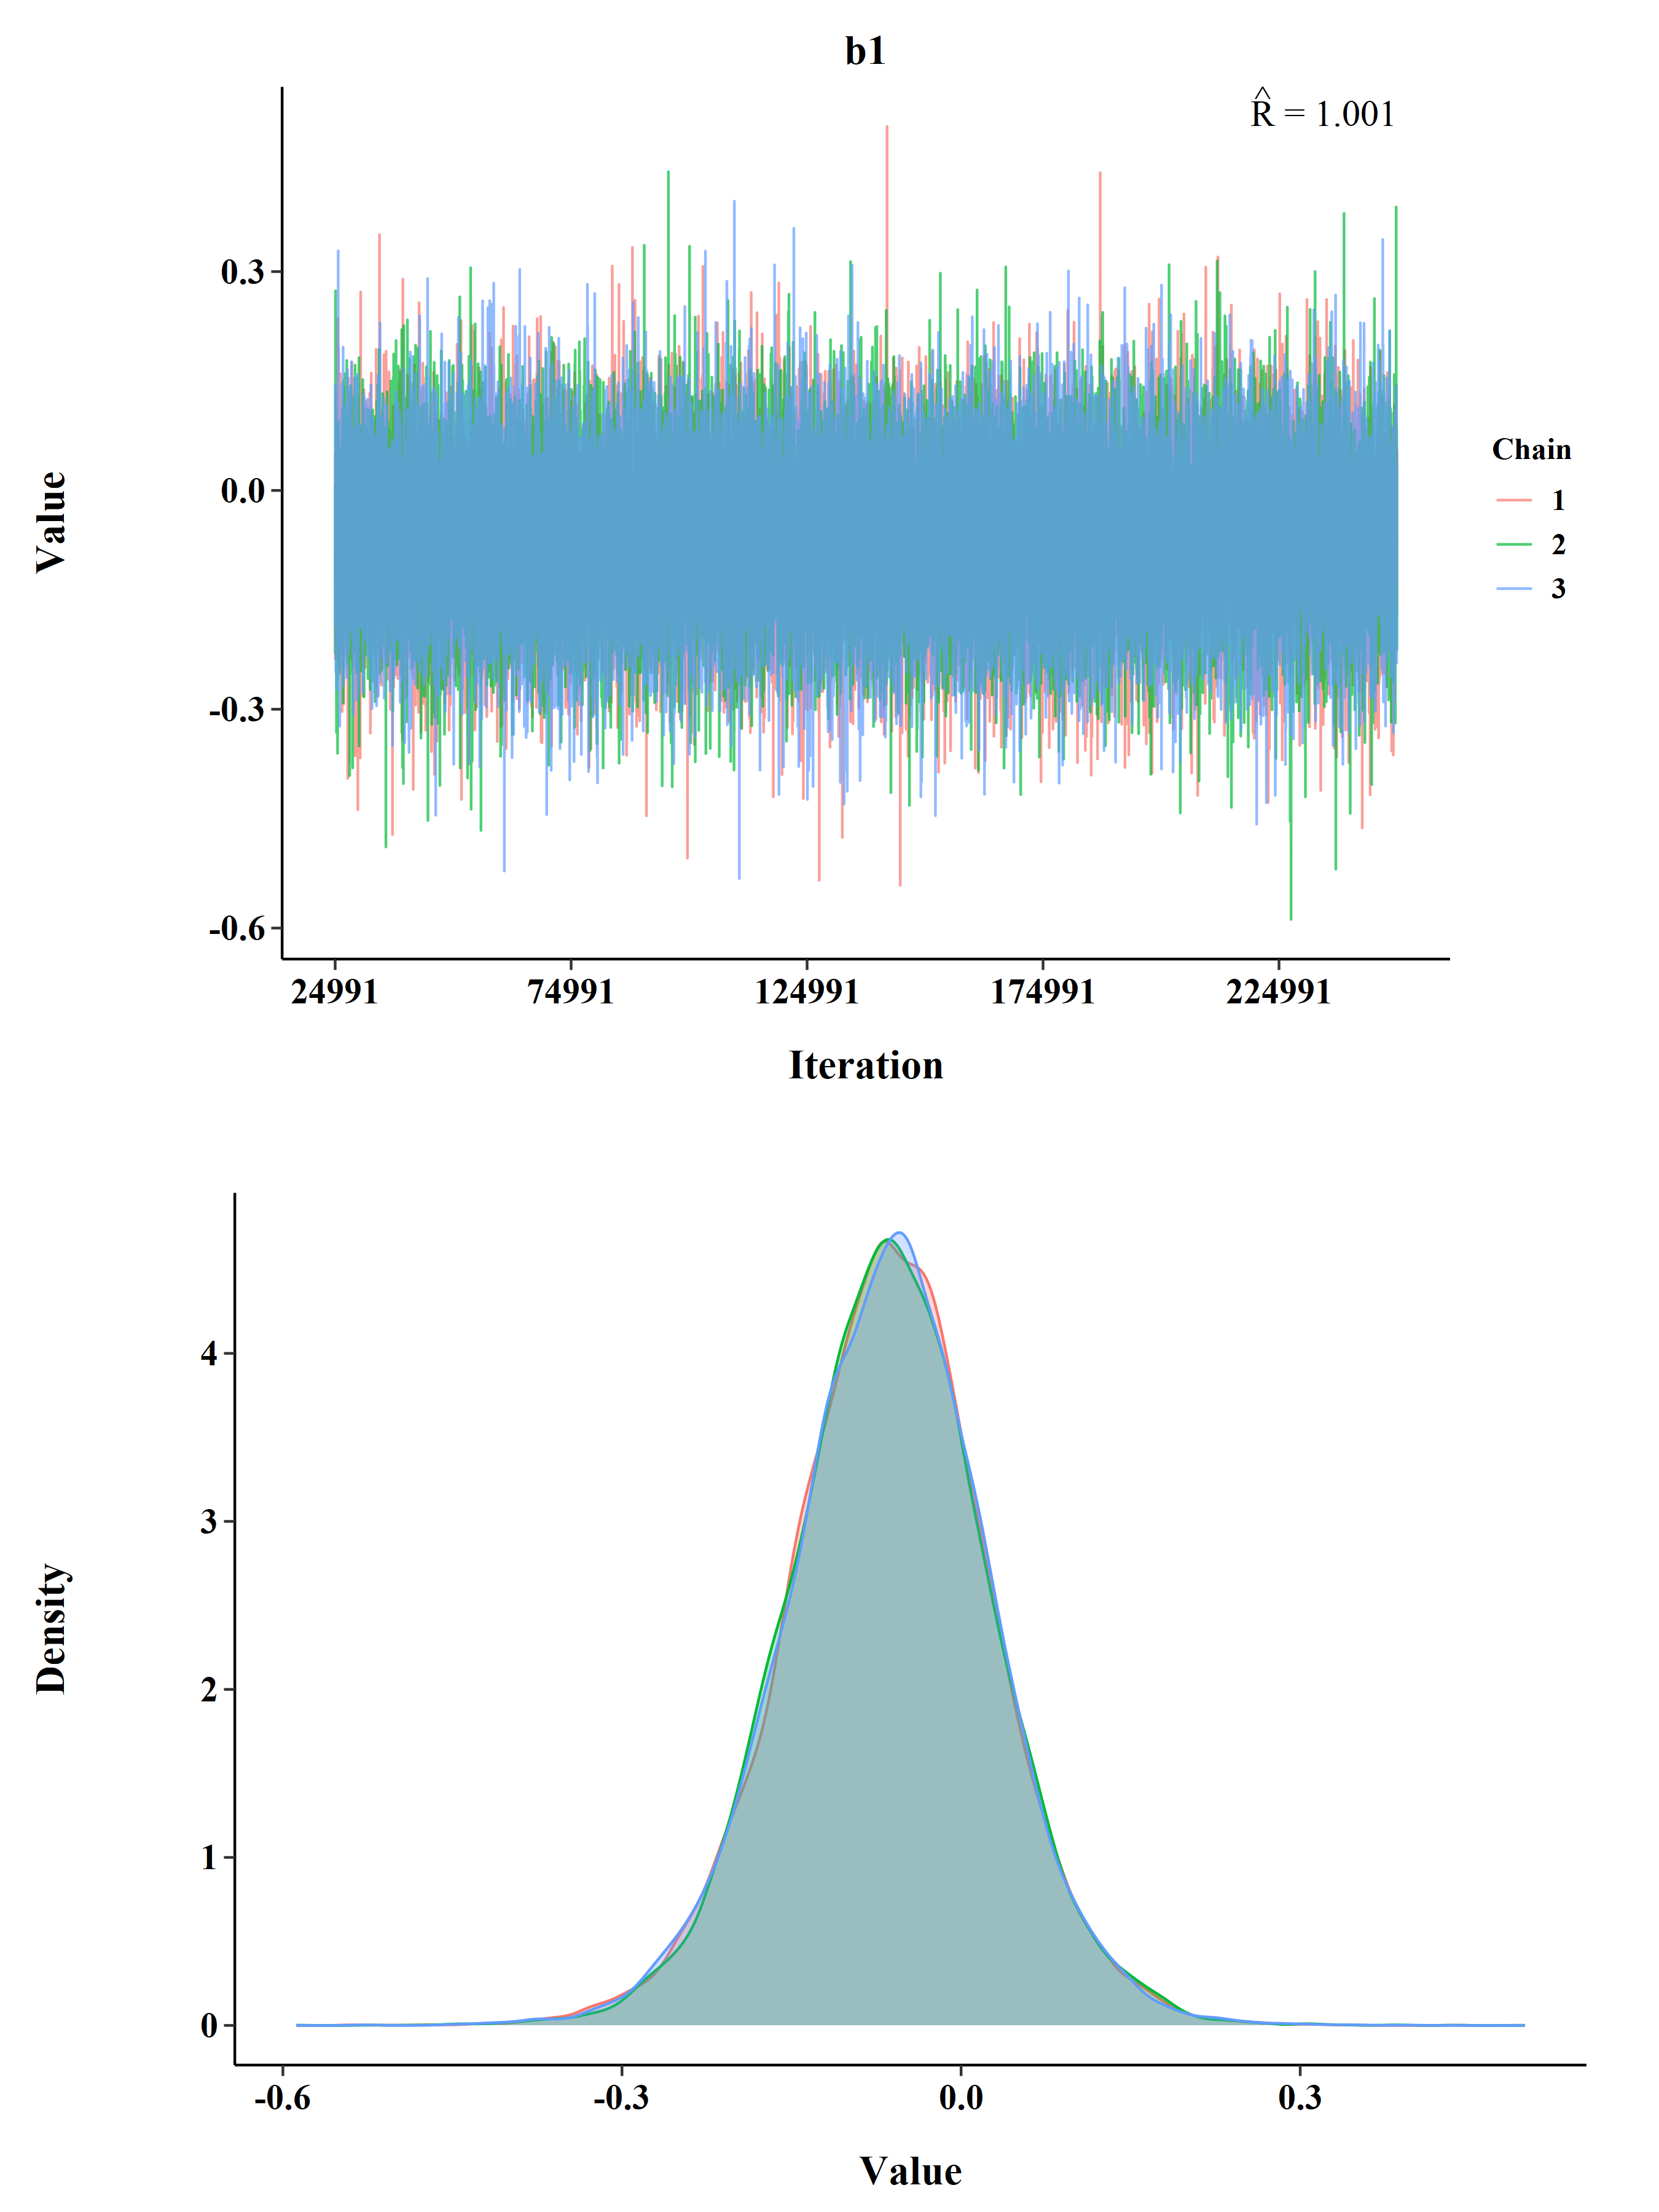 b1
R̂ = 1.001
0.3
0.0
-0.3
-0.6
Value
24991 74991 124991 174991 224991
Iteration
Chain
1
2
3
4
3
2
1
0
Density
-0.6 -0.3 0.0 0.3
Value